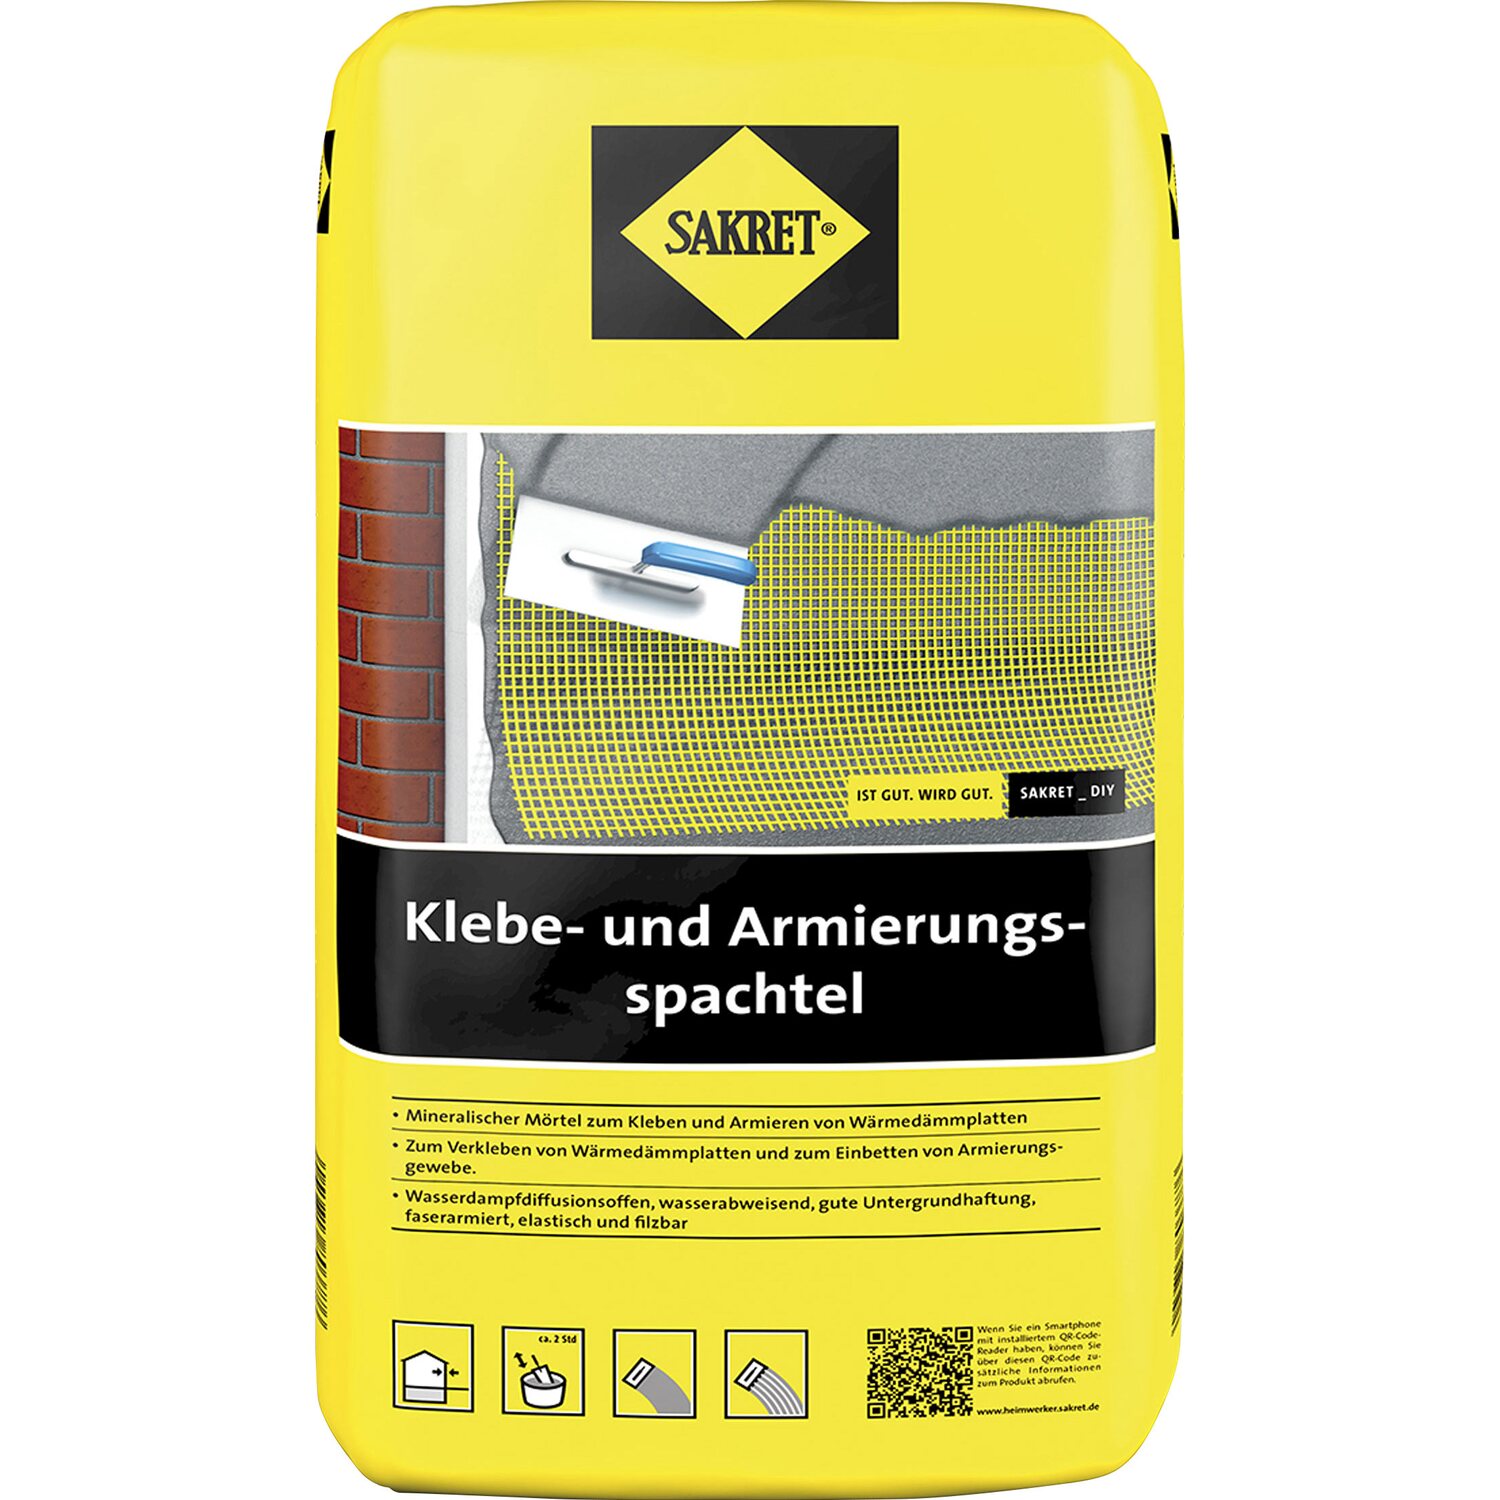 SAKRET®
IST GUT. WIRD GUT.
SAKRET _ DIY
Klebe- und Armierungs-
spachtel
• Mineralischer Mörtel zum Kleben und Armieren von Wärmedämmplatten
• Zum Verkleben von Wärmedämmplatten und zum Einbetten von Armierungs-
gewebe.
• Wasserdampfdiffusionsoffen, wasserabweisend, gute Untergrundhaftung,
faserarmiert, elastisch und filzbar
ca. 2 Std
Wenn Sie ein Smartphone
mit installiertem QR-Code-
Reader haben, können Sie
über diesen QR-Code zu-
sätzliche Informationen
zum Produkt abrufen.
www.heimwerker.sakret.de